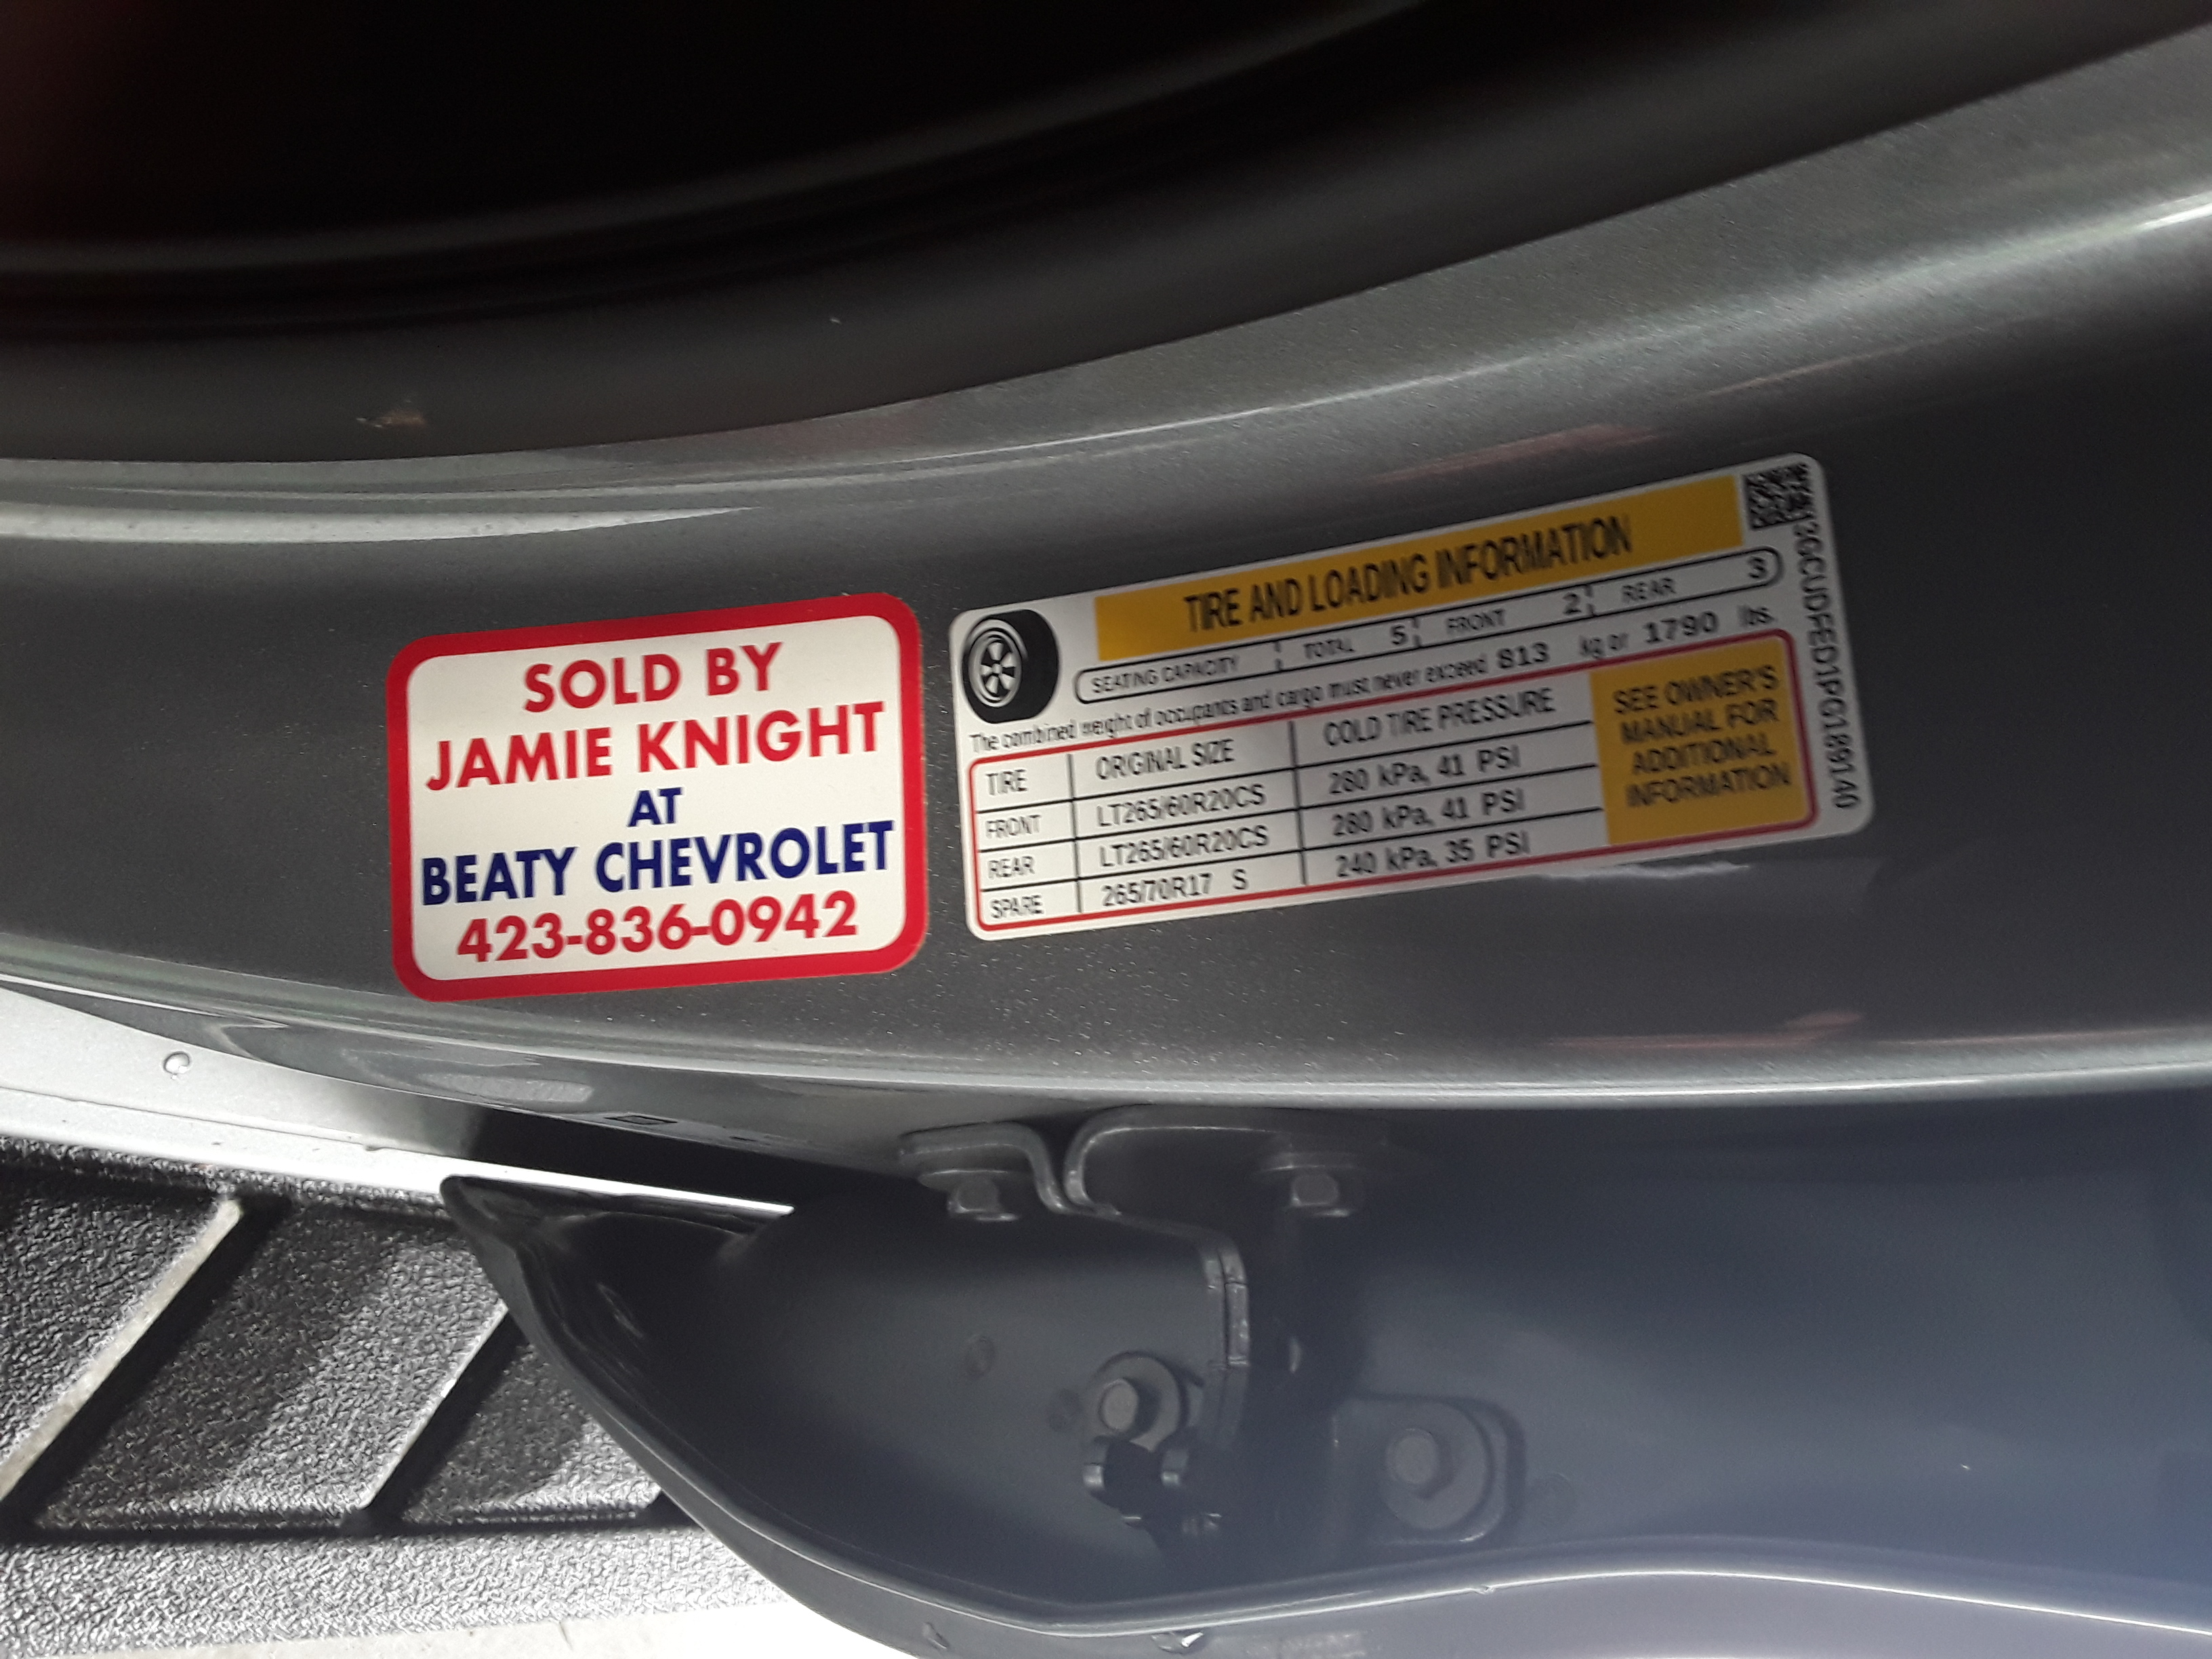 SOLD BY
JAMIE KNIGHT
AT
BEATY CHEVROLET
423-836-0942
TIRE AND LOADING INFORMATION
SEATING CAPACITY TOTAL 5 FRONT 2 REAR 3
The combined weight of occupants and cargo must never exceed 813 kg or 1790 lbs.
TIRE ORIGINAL SIZE COLD TIRE PRESSURE
FRONT LT265/60R20CS 280 kPa, 41 PSI
REAR LT265/60R20CS 280 kPa, 41 PSI
SPARE 265/70R17 S 240 kPa, 35 PSI
SEE OWNER'S
MANUAL FOR
ADDITIONAL
INFORMATION
3GCUDFED1PG189140